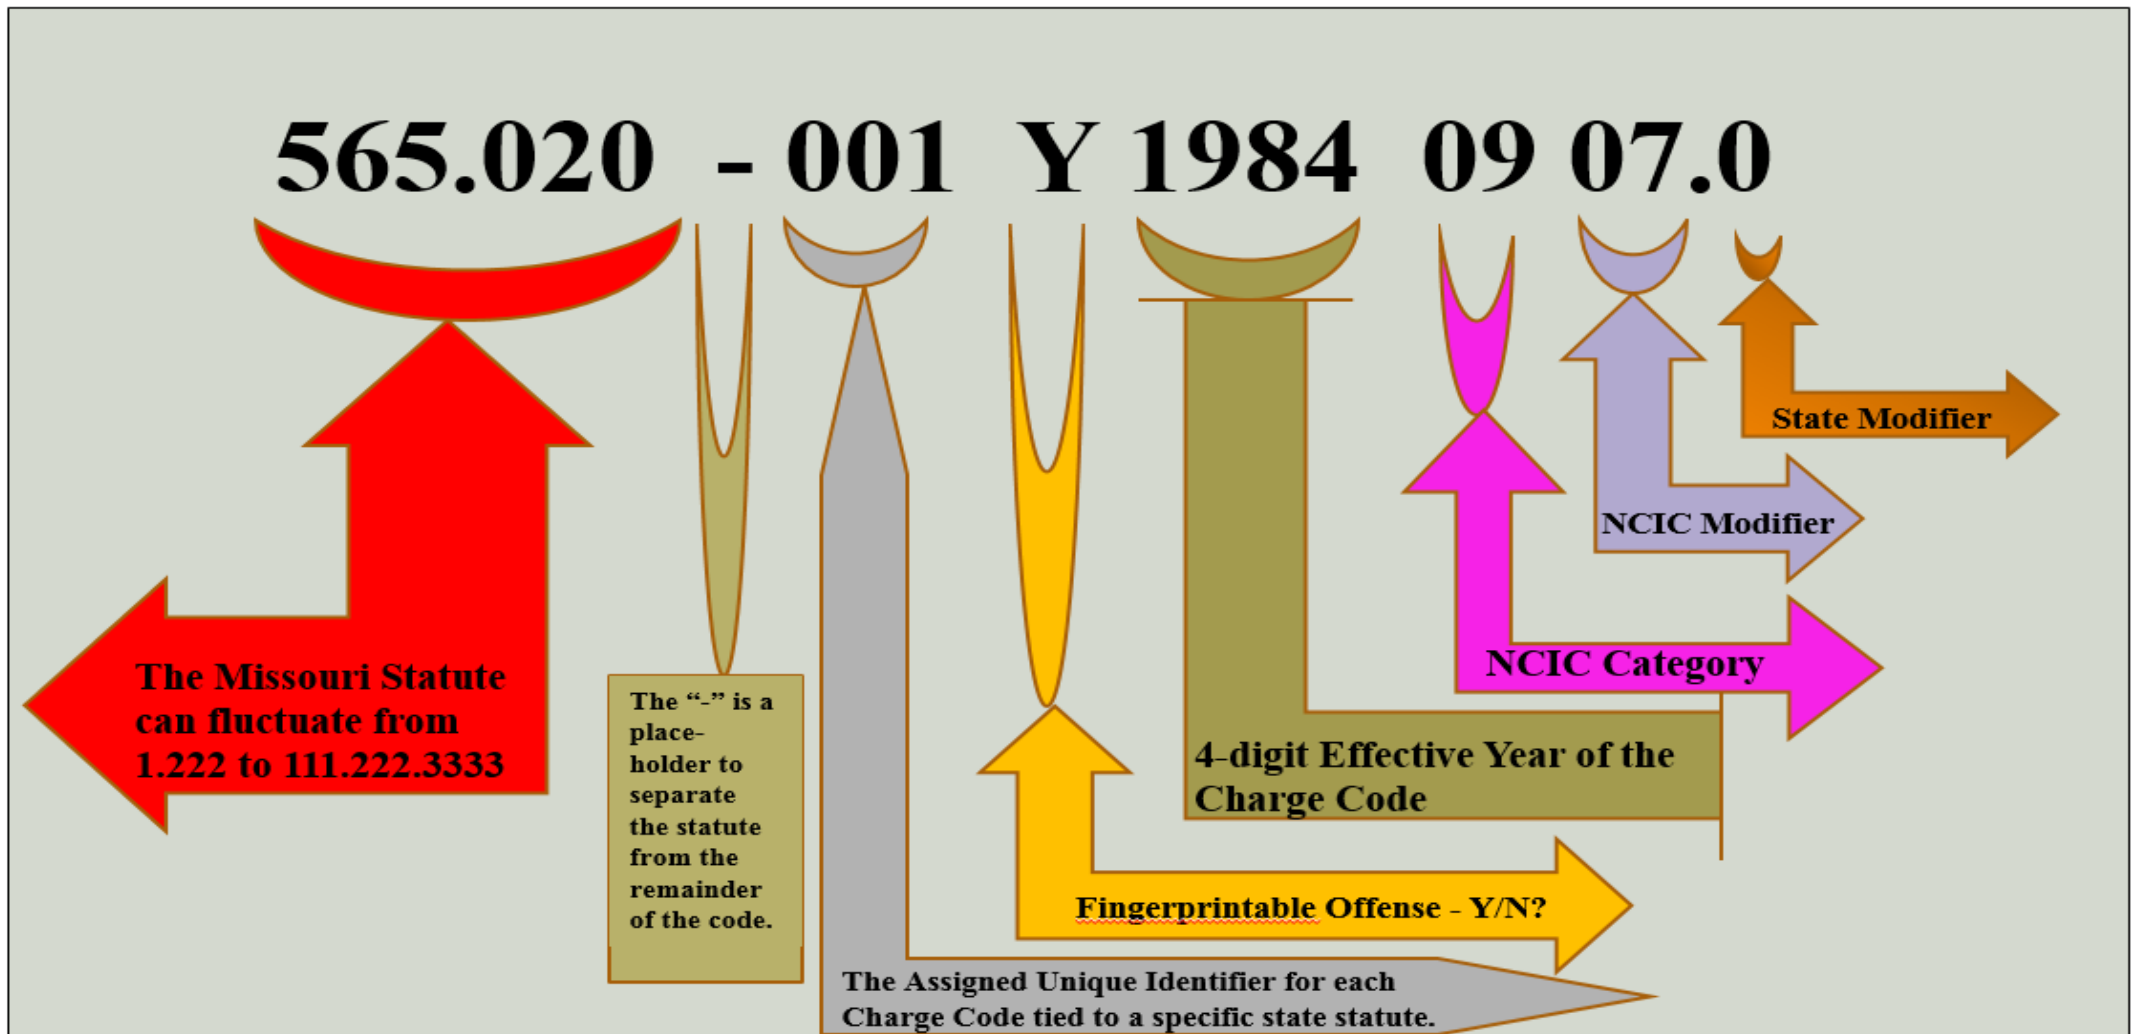 565.020 - 001 Y 1984 09 07.0
State Modifier
NCIC Modifier
NCIC Category
The Missouri Statute
can fluctuate from
1.222 to 111.222.3333
The “-” is a
place-
holder to
separate
the statute
from the
remainder
of the code.
4-digit Effective Year of the
Charge Code
Fingerprintable Offense - Y/N?
The Assigned Unique Identifier for each
Charge Code tied to a specific state statute.